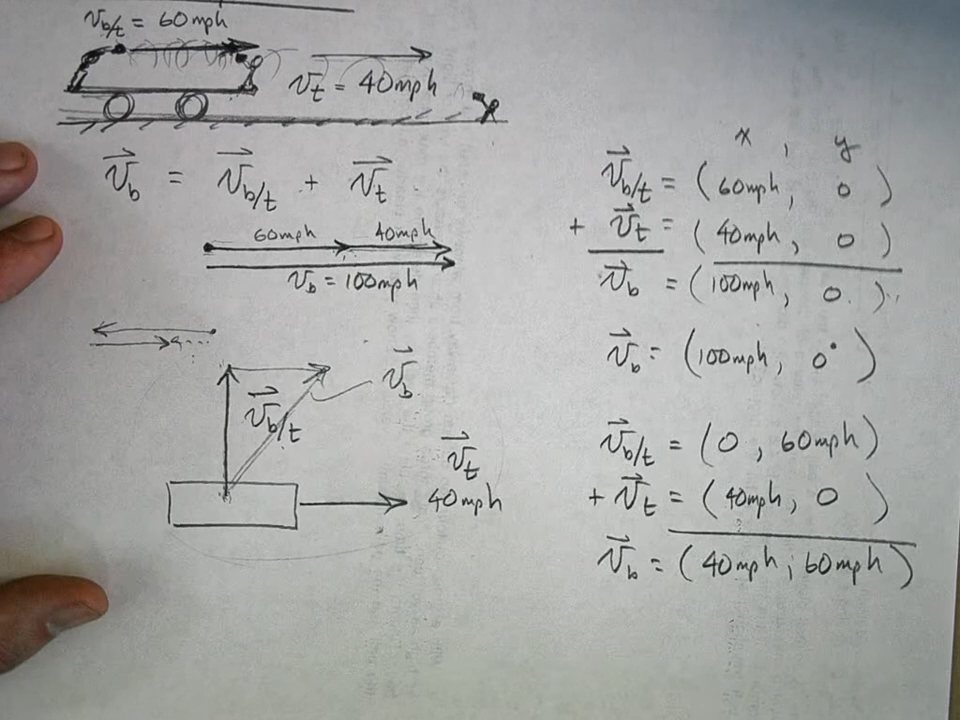 v⃗b/t = 60mph
v⃗t = 40mph
v⃗b = v⃗b/t + v⃗t
60mph 40mph
vb = 100mph
v⃗b
v⃗b/t
v⃗t
40mph
x , y
v⃗b/t = (60mph, 0)
+ v⃗t = (40mph, 0)
v⃗b = (100mph, 0.)
v⃗b = (100mph, 0°)
v⃗b/t = (0, 60mph)
+ v⃗t = (40mph, 0)
v⃗b = (40mph; 60mph)